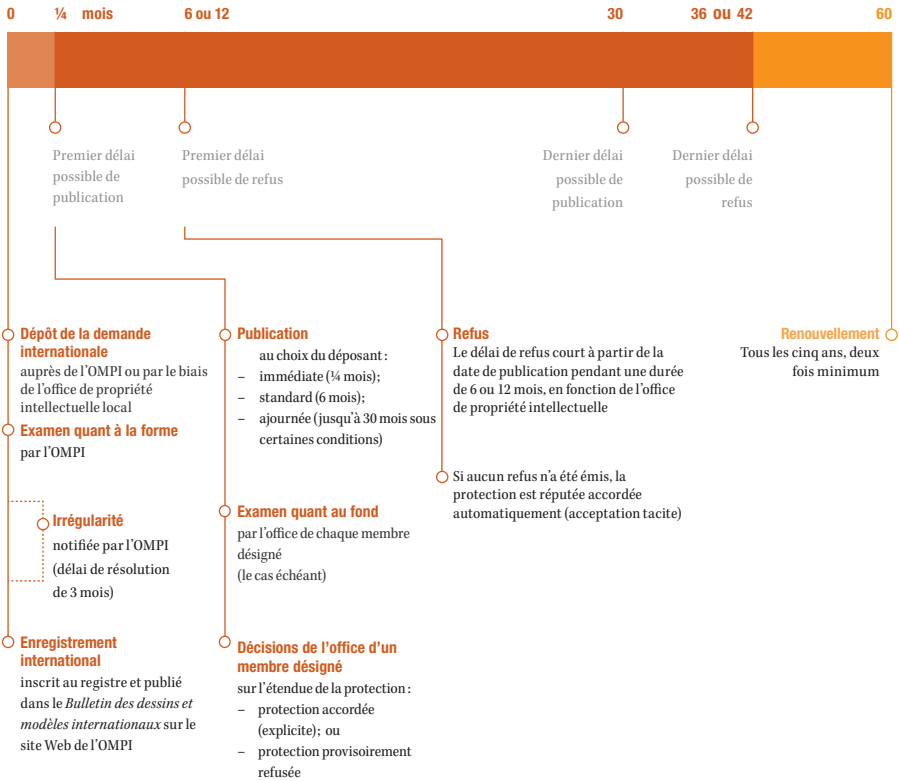 0
¼ mois
6 ou 12
30
36 ou 42
60
Premier délai
possible de
publication
Premier délai
possible de refus
Dernier délai
possible de
publication
Dernier délai
possible de
refus
Dépôt de la demande
internationale
auprès de l'OMPI ou par le biais
de l'office de propriété
intellectuelle local
Examen quant à la forme
par l'OMPI
Irrégularité
notifiée par l'OMPI
(délai de résolution
de 3 mois)
Enregistrement
international
inscrit au registre et publié
dans le Bulletin des dessins et
modèles internationaux sur le
site Web de l'OMPI
Publication
au choix du déposant :
– immédiate (¼ mois);
– standard (6 mois);
– ajournée (jusqu'à 30 mois sous
certaines conditions)
Examen quant au fond
par l'office de chaque membre
désigné
(le cas échéant)
Décisions de l'office d'un
membre désigné
sur l'étendue de la protection :
– protection accordée
(explicite); ou
– protection provisoirement
refusée
Refus
Le délai de refus court à partir de la
date de publication pendant une durée
de 6 ou 12 mois, en fonction de l'office
de propriété intellectuelle
Si aucun refus n'a été émis, la
protection est réputée accordée
automatiquement (acceptation tacite)
Renouvellement
Tous les cinq ans, deux
fois minimum